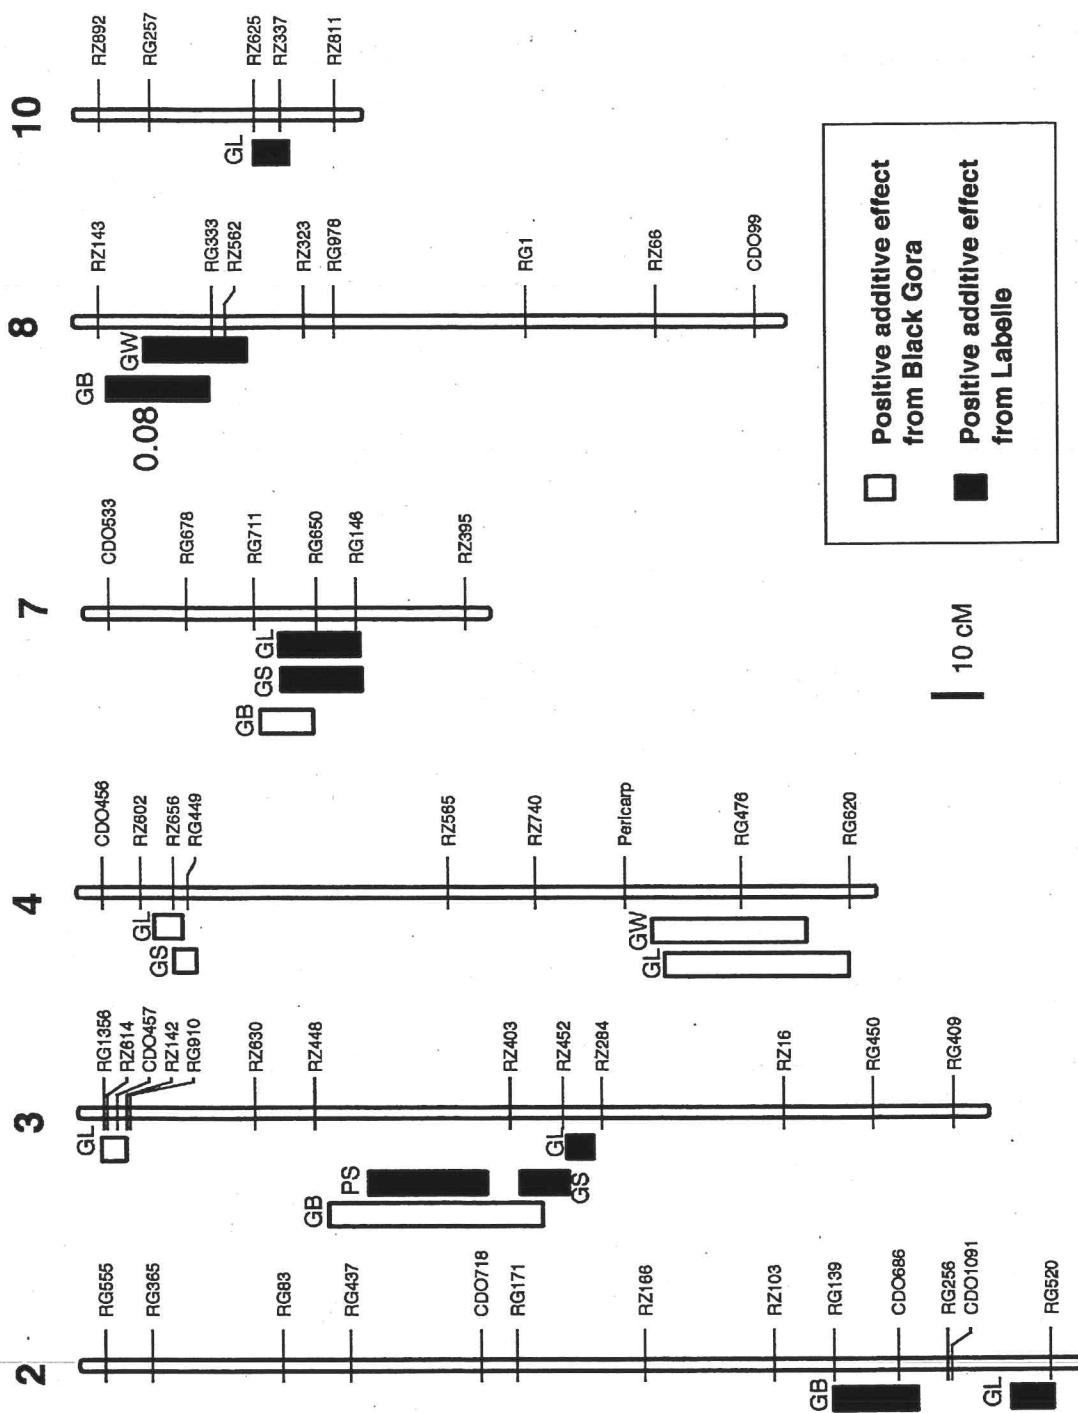 2
RG555
RG365
RG83
RG437
CDO718
RG171
RZ166
RZ103
RG139
CDO686
RG256
CDO1091
RG520
GB
GL
3
RG1356
RZ614
CDO457
RZ142
RG910
RZ630
RZ448
RZ403
RZ452
RZ284
RZ16
RG450
RG409
GL
PS
GB
GL
GS
4
CDO456
RZ602
RZ656
RG449
RZ585
RZ740
Pericarp
RG476
RG620
GL
GS
GW
GL
7
CDO533
RG678
RG711
RG650
RG146
RZ395
GL
GS
GB
8
RZ143
RG333
RZ562
RZ323
RG978
RG1
RZ66
CDO99
GW
GB
0.08
10
RZ892
RG257
RZ625
RZ337
RZ811
GL
10 cM
Positive additive effect
from Black Gora
Positive additive effect
from Labelle